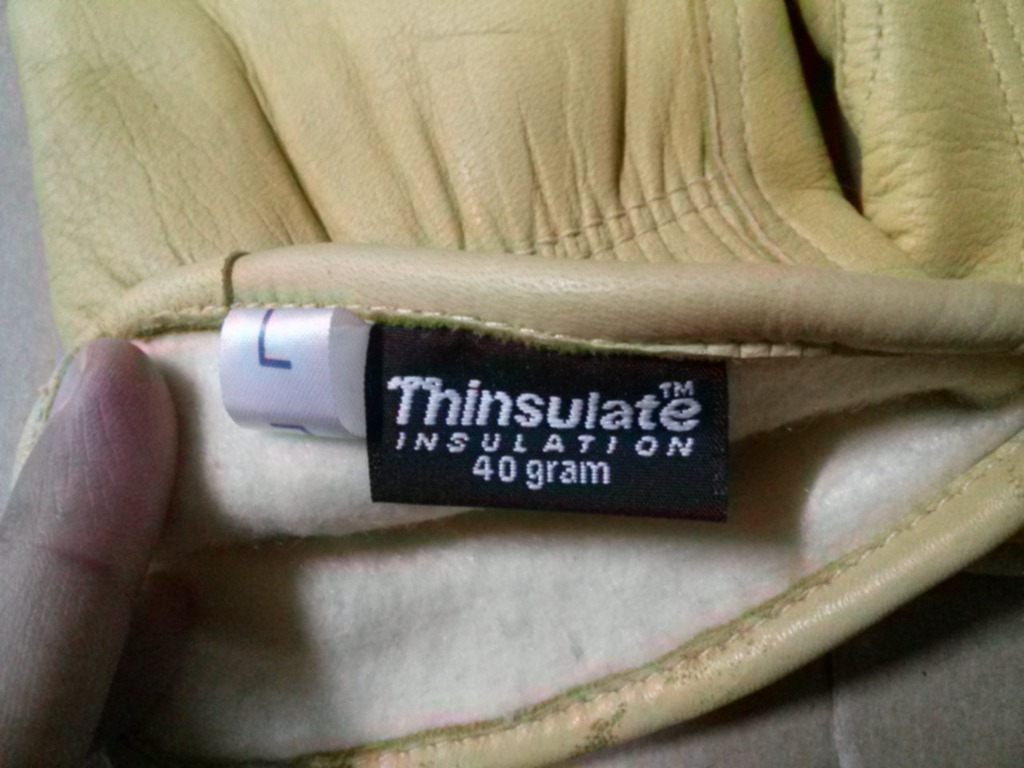 L
Thinsulate™
INSULATION
40 gram